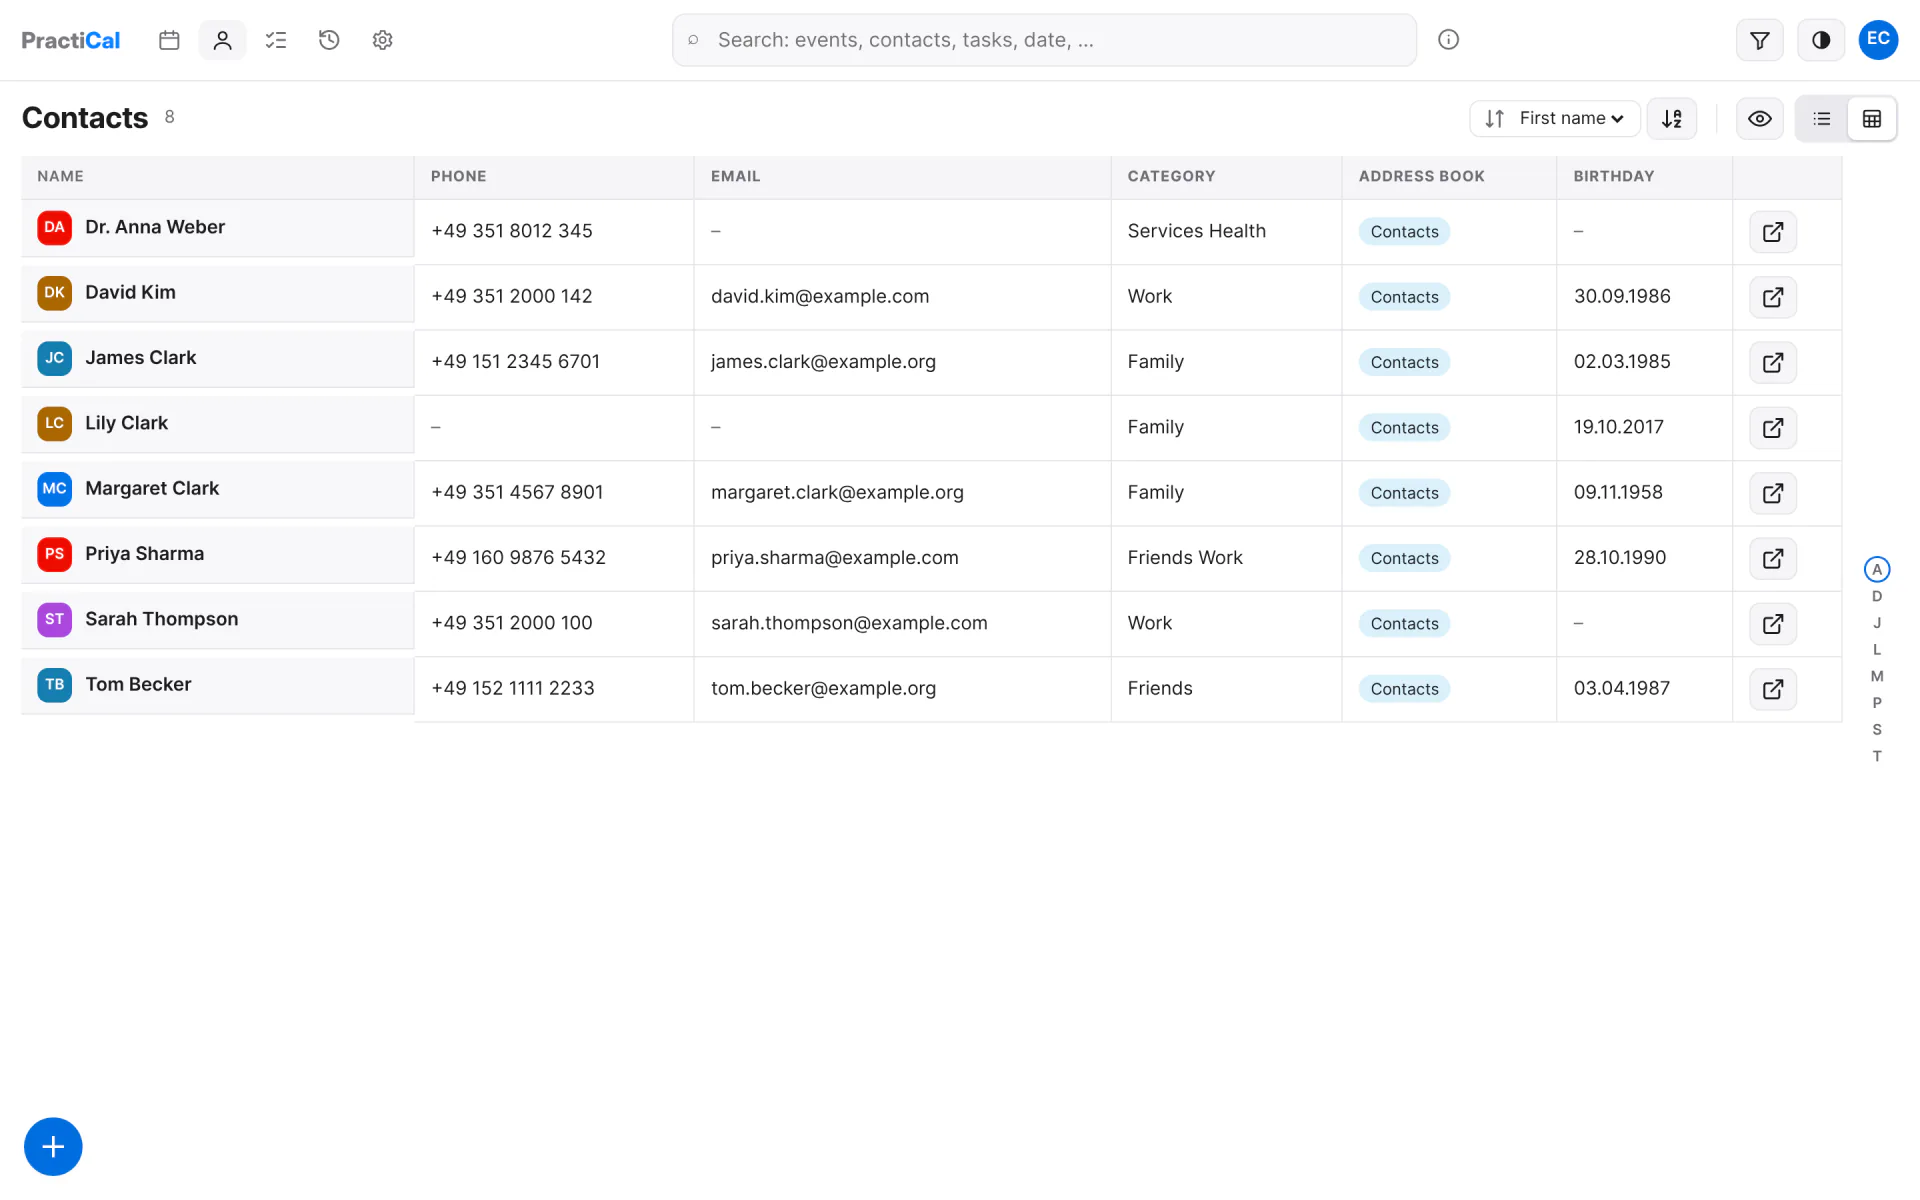 PractiCal
Search: events, contacts, tasks, date, ...
EC
Contacts 8
First name
NAME PHONE EMAIL CATEGORY ADDRESS BOOK BIRTHDAY
DA Dr. Anna Weber +49 351 8012 345 – Services Health Contacts –
DK David Kim +49 351 2000 142 david.kim@example.com Work Contacts 30.09.1986
JC James Clark +49 151 2345 6701 james.clark@example.org Family Contacts 02.03.1985
LC Lily Clark – – Family Contacts 19.10.2017
MC Margaret Clark +49 351 4567 8901 margaret.clark@example.org Family Contacts 09.11.1958
PS Priya Sharma +49 160 9876 5432 priya.sharma@example.com Friends Work Contacts 28.10.1990
ST Sarah Thompson +49 351 2000 100 sarah.thompson@example.com Work Contacts –
TB Tom Becker +49 152 1111 2233 tom.becker@example.org Friends Contacts 03.04.1987
A
D
J
L
M
P
S
T